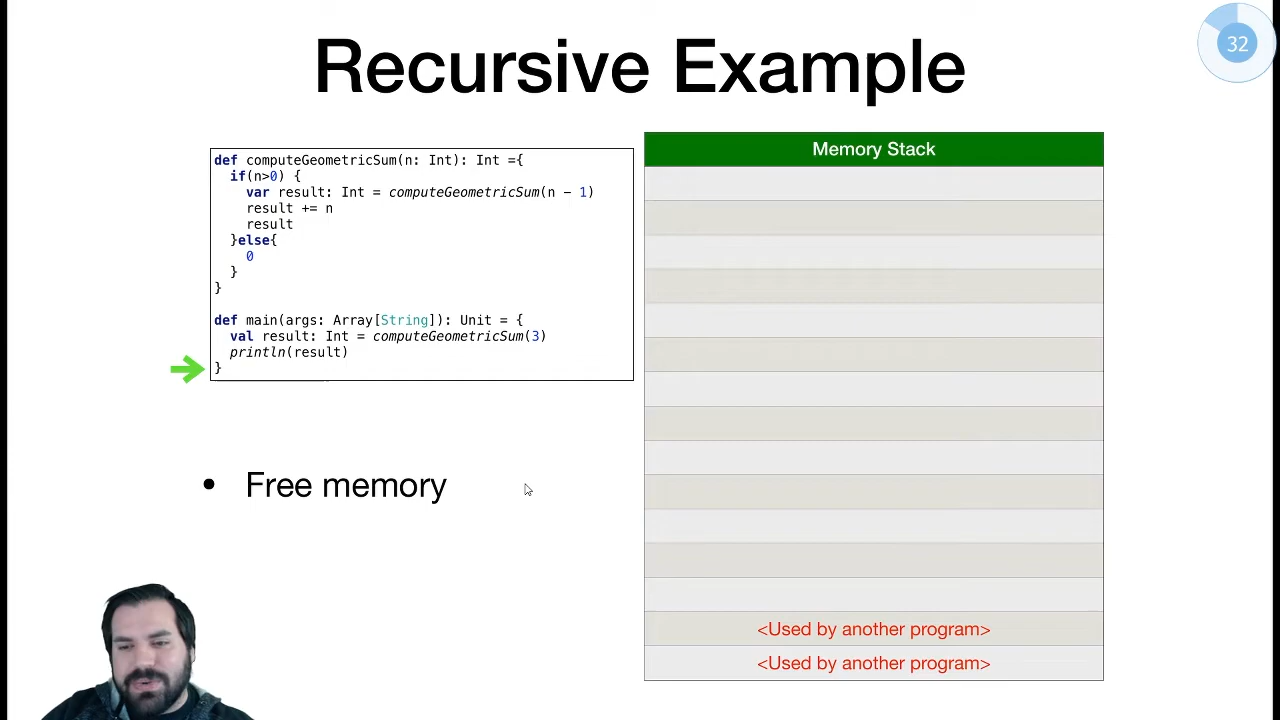 Recursive Example
32
def computeGeometricSum(n: Int): Int ={
if(n>0) {
var result: Int = computeGeometricSum(n - 1)
result += n
result
}else{
0
}
}
def main(args: Array[String]): Unit = {
val result: Int = computeGeometricSum(3)
println(result)
}
• Free memory
Memory Stack
<Used by another program>
<Used by another program>